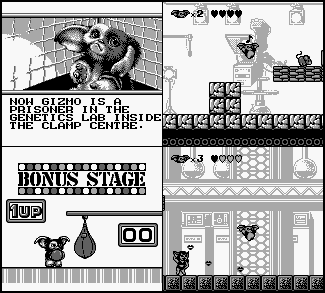 NOW GIZMO IS A
PRISONER IN THE
GENETICS LAB INSIDE
THE CLAMP CENTRE.
×2
BONUS STAGE
1UP
00
×3